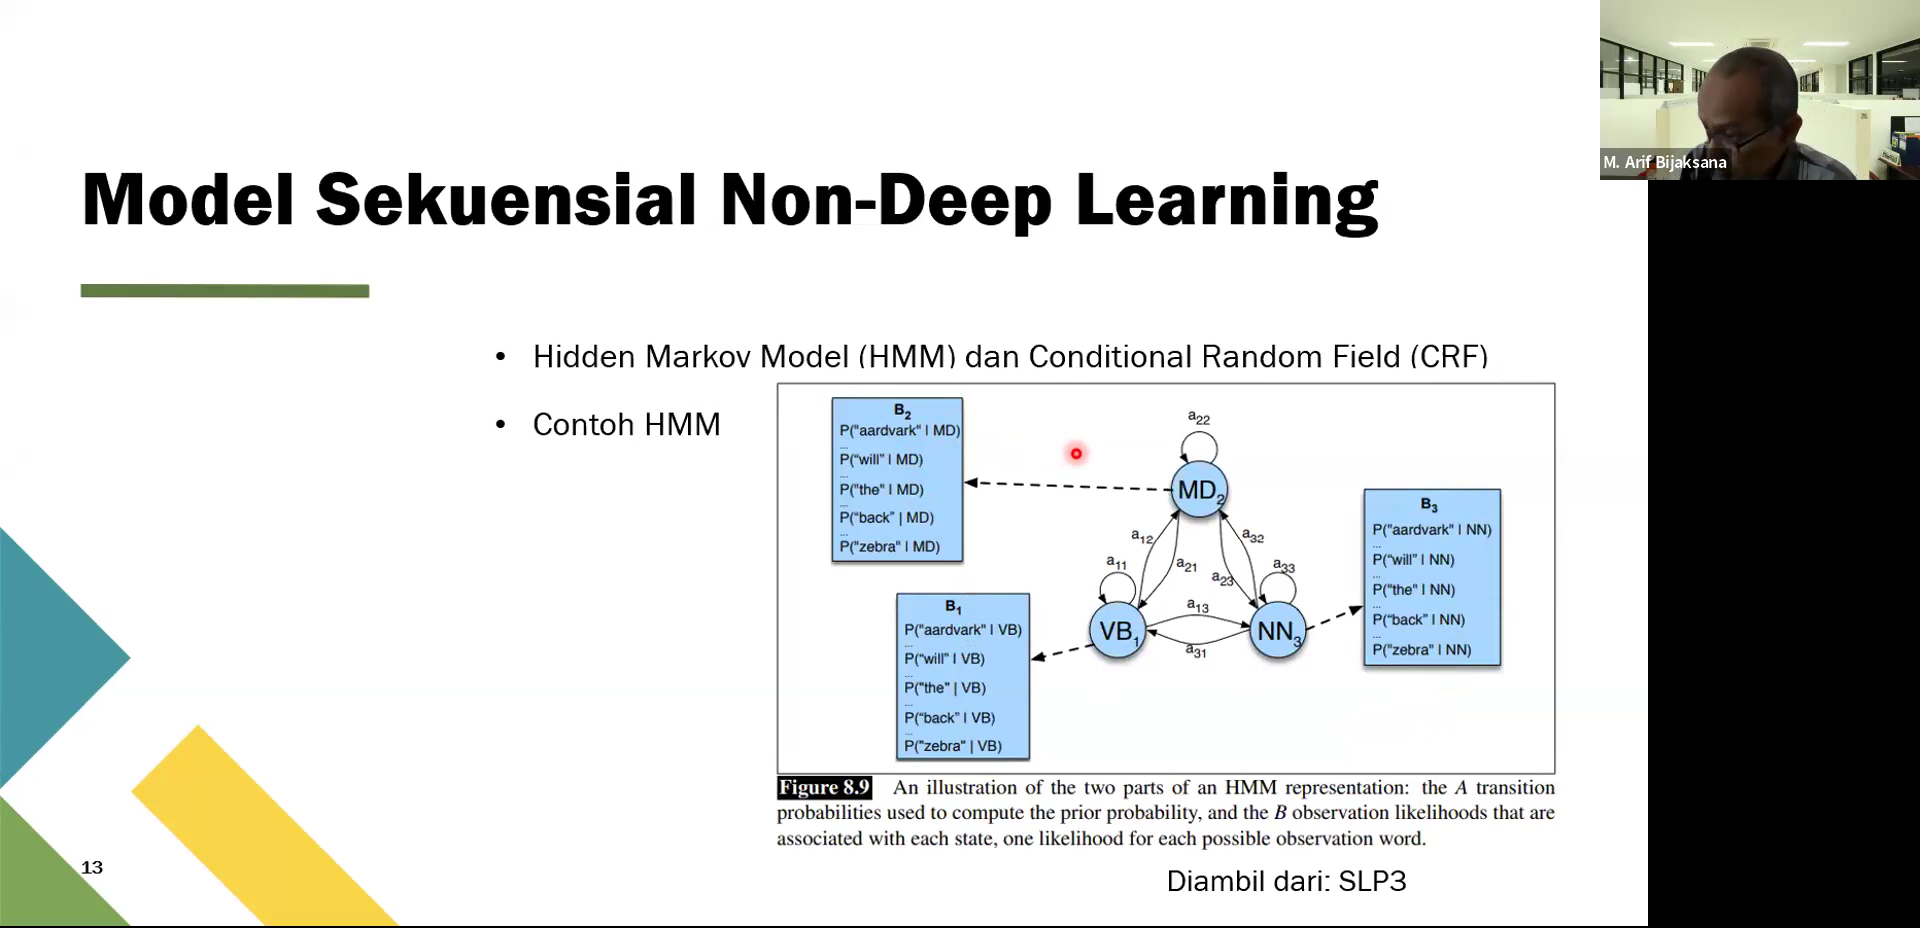 M. Arif Bijaksana
Model Sekuensial Non-Deep Learning
• Hidden Markov Model (HMM) dan Conditional Random Field (CRF)
• Contoh HMM
B2
P("aardvark" | MD)
...
P("will" | MD)
...
P("the" | MD)
...
P("back" | MD)
...
P("zebra" | MD)
a22
MD2
a12
a21
a32
a23
a11
a33
a13
a31
VB1
NN3
B1
P("aardvark" | VB)
...
P("will" | VB)
...
P("the" | VB)
...
P("back" | VB)
...
P("zebra" | VB)
B3
P("aardvark" | NN)
...
P("will" | NN)
...
P("the" | NN)
...
P("back" | NN)
...
P("zebra" | NN)
Figure 8.9 An illustration of the two parts of an HMM representation: the A transition
probabilities used to compute the prior probability, and the B observation likelihoods that are
associated with each state, one likelihood for each possible observation word.
Diambil dari: SLP3
13